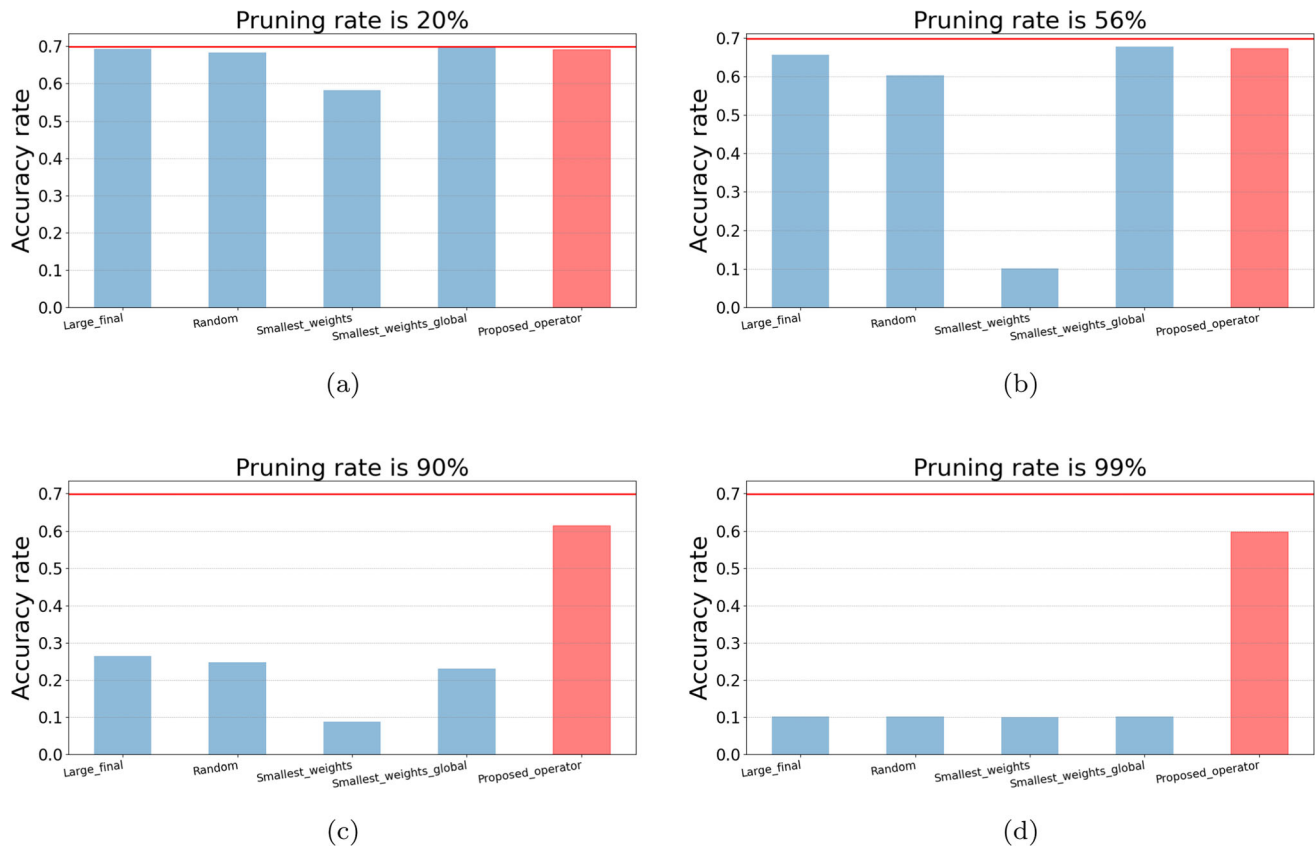 Pruning rate is 20%
Accuracy rate
0.7
0.6
0.5
0.4
0.3
0.2
0.1
0.0
Large_final
Random
Smallest_weights
Smallest_weights_global
Proposed_operator
(a)
Pruning rate is 56%
Accuracy rate
0.7
0.6
0.5
0.4
0.3
0.2
0.1
0.0
Large_final
Random
Smallest_weights
Smallest_weights_global
Proposed_operator
(b)
Pruning rate is 90%
Accuracy rate
0.7
0.6
0.5
0.4
0.3
0.2
0.1
0.0
Large_final
Random
Smallest_weights
Smallest_weights_global
Proposed_operator
(c)
Pruning rate is 99%
Accuracy rate
0.7
0.6
0.5
0.4
0.3
0.2
0.1
0.0
Large_final
Random
Smallest_weights
Smallest_weights_global
Proposed_operator
(d)